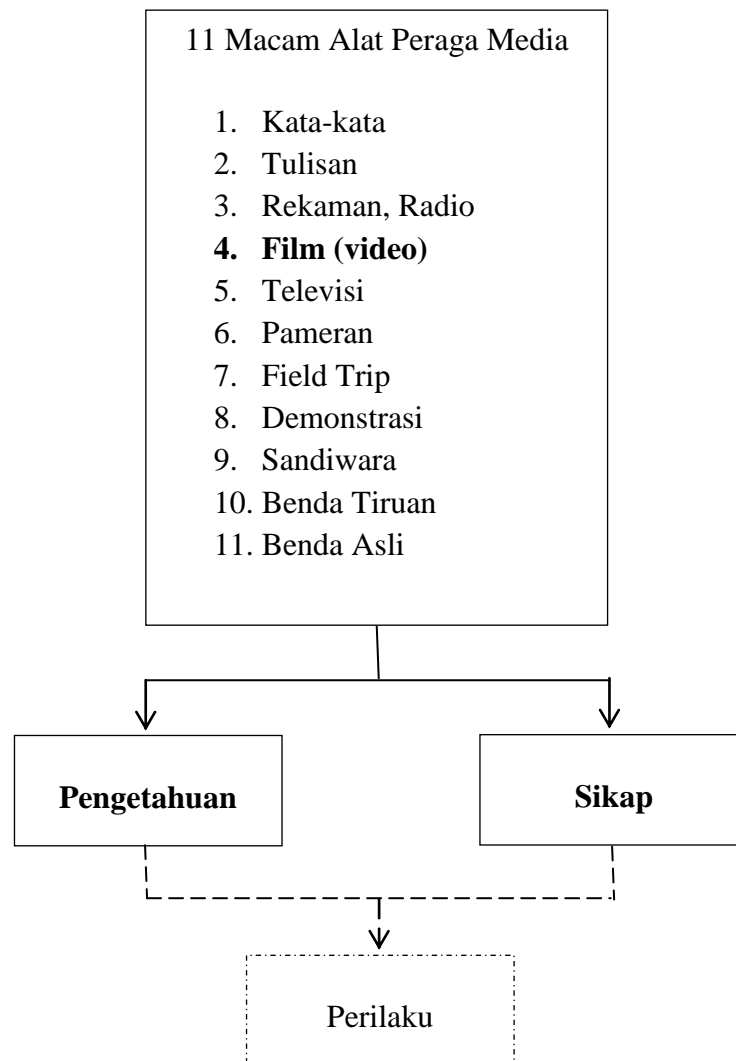 11 Macam Alat Peraga Media
1. Kata-kata
2. Tulisan
3. Rekaman, Radio
4. Film (video)
5. Televisi
6. Pameran
7. Field Trip
8. Demonstrasi
9. Sandiwara
10. Benda Tiruan
11. Benda Asli
Pengetahuan
Sikap
Perilaku